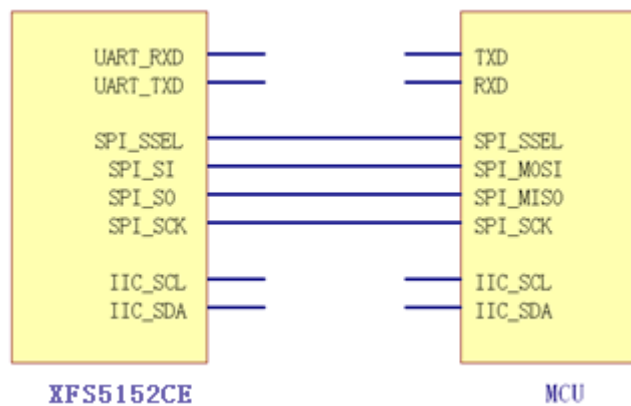 UART_RXD
UART_TXD
SPI_SSEL
SPI_SI
SPI_SO
SPI_SCK
IIC_SCL
IIC_SDA
XFS5152CE
TXD
RXD
SPI_SSEL
SPI_MOSI
SPI_MISO
SPI_SCK
IIC_SCL
IIC_SDA
MCU